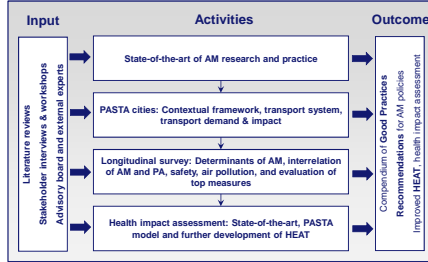 Input
Activities
Outcome
Literature reviews
Stakeholder interviews & workshops
Advisory board and external experts
State-of-the-art of AM research and practice
PASTA cities: Contextual framework, transport system,
transport demand & impact
Longitudinal survey: Determinants of AM, interrelation
of AM and PA, safety, air pollution, and evaluation of
top measures
Health impact assessment: State-of-the-art, PASTA
model and further development of HEAT
Compendium of Good Practices
Recommendations for AM policies
Improved HEAT, health impact assessment